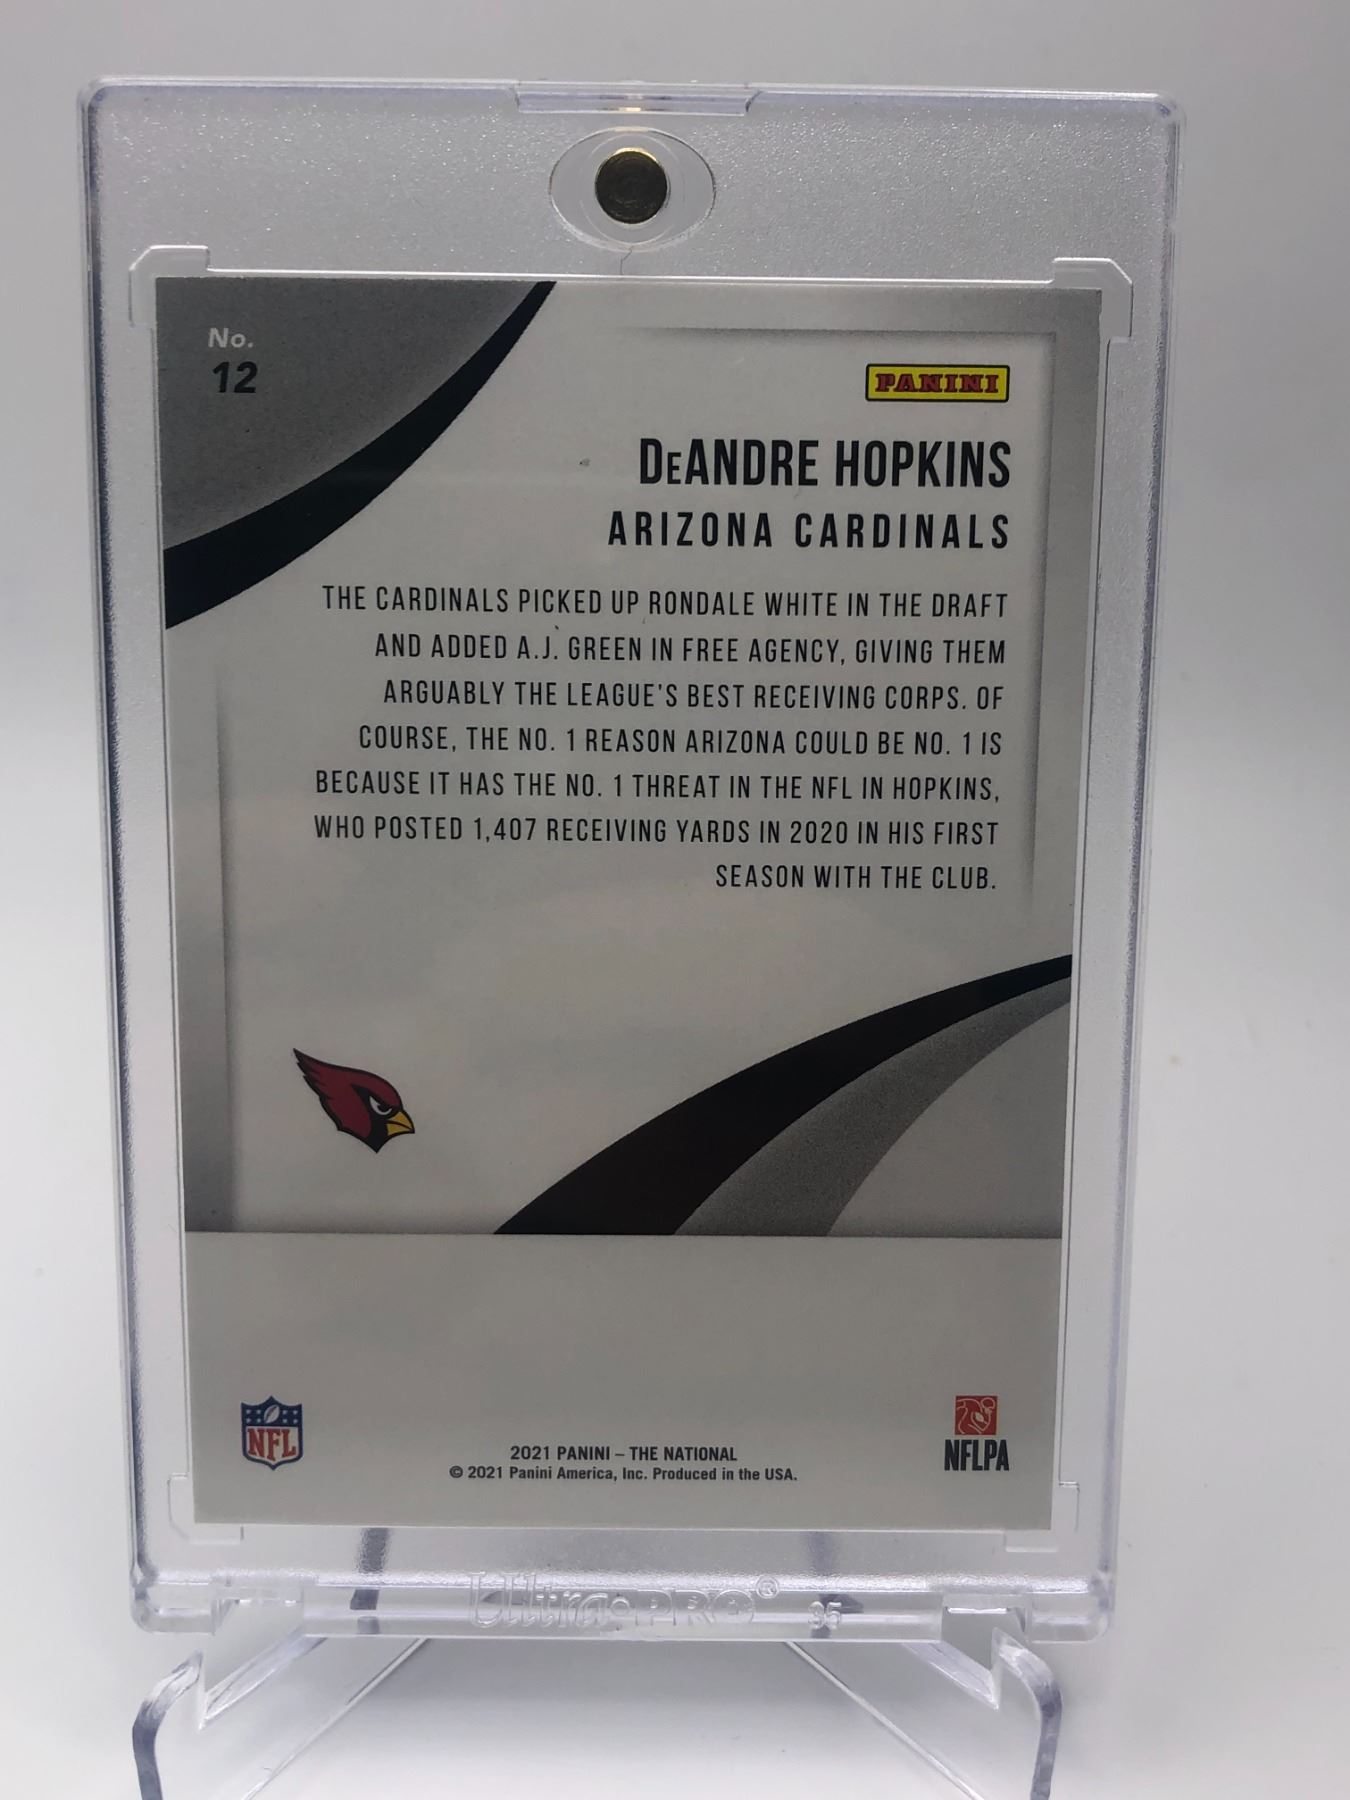 No.
12
PANINI
DeANDRE HOPKINS
ARIZONA CARDINALS
THE CARDINALS PICKED UP RONDALE WHITE IN THE DRAFT
AND ADDED A.J. GREEN IN FREE AGENCY, GIVING THEM
ARGUABLY THE LEAGUE'S BEST RECEIVING CORPS. OF
COURSE, THE NO. 1 REASON ARIZONA COULD BE NO. 1 IS
BECAUSE IT HAS THE NO. 1 THREAT IN THE NFL IN HOPKINS,
WHO POSTED 1,407 RECEIVING YARDS IN 2020 IN HIS FIRST
SEASON WITH THE CLUB.
NFL
2021 PANINI – THE NATIONAL
© 2021 Panini America, Inc. Produced in the USA.
NFLPA
Ultra•PRO® 35